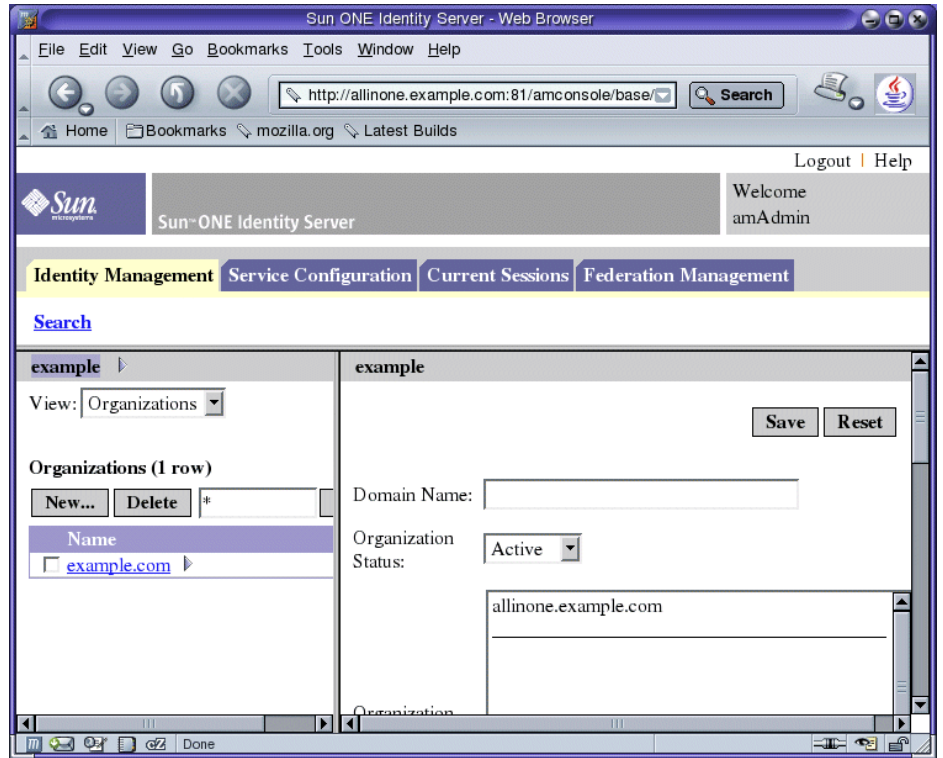 Sun ONE Identity Server - Web Browser
File Edit View Go Bookmarks Tools Window Help
http://allinone.example.com:81/amconsole/base/ Search
Home Bookmarks mozilla.org Latest Builds
Logout | Help
Sun microsystems
Sun™ ONE Identity Server
Welcome
amAdmin
Identity Management Service Configuration Current Sessions Federation Management
Search
example
View: Organizations
Organizations (1 row)
New... Delete *
Name
example.com
example
Save Reset
Domain Name:
Organization
Status:
Active
allinone.example.com
Organization
Done